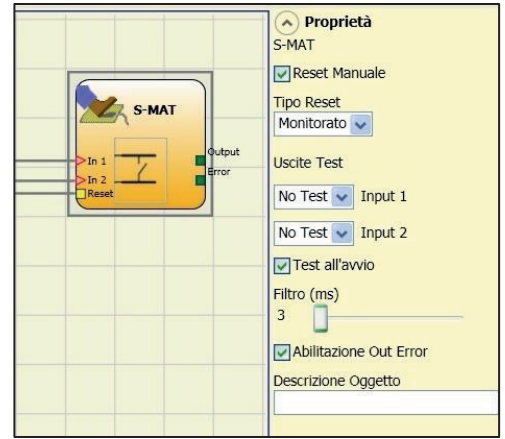 S-MAT
In 1
In 2
Reset
Output
Error
Proprietà
S-MAT
Reset Manuale
Tipo Reset
Monitorato
Uscite Test
No Test Input 1
No Test Input 2
Test all'avvio
Filtro (ms)
3
Abilitazione Out Error
Descrizione Oggetto